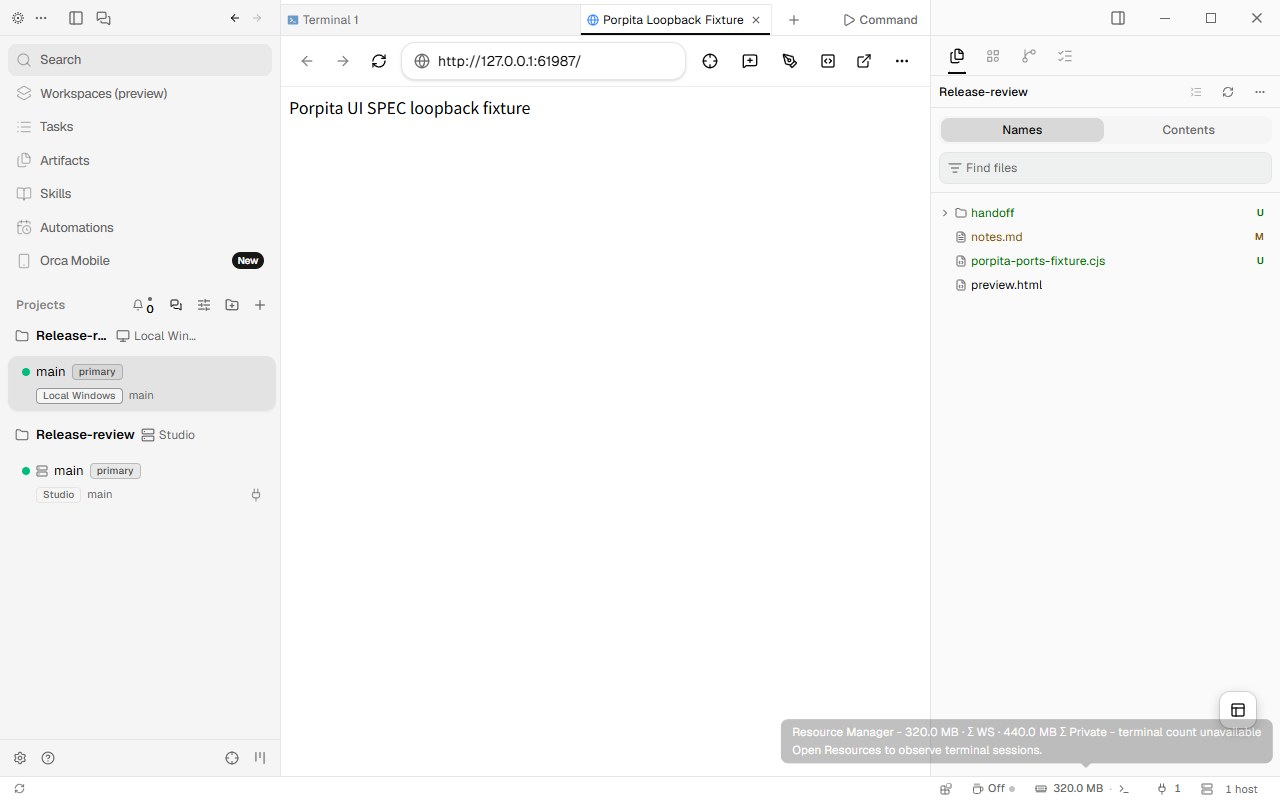 Terminal 1
Porpita Loopback Fixture
Command
Search
Workspaces (preview)
Tasks
Artifacts
Skills
Automations
Orca Mobile
New
Projects
0
Release-r...
Local Win...
main
primary
Local Windows
main
Release-review
Studio
main
primary
Studio
main
http://127.0.0.1:61987/
Porpita UI SPEC loopback fixture
Release-review
Names
Contents
Find files
handoff
U
notes.md
M
porpita-ports-fixture.cjs
U
preview.html
Resource Manager - 320.0 MB · Σ WS · 440.0 MB Σ Private - terminal count unavailable
Open Resources to observe terminal sessions.
Off
320.0 MB ·
1
1 host